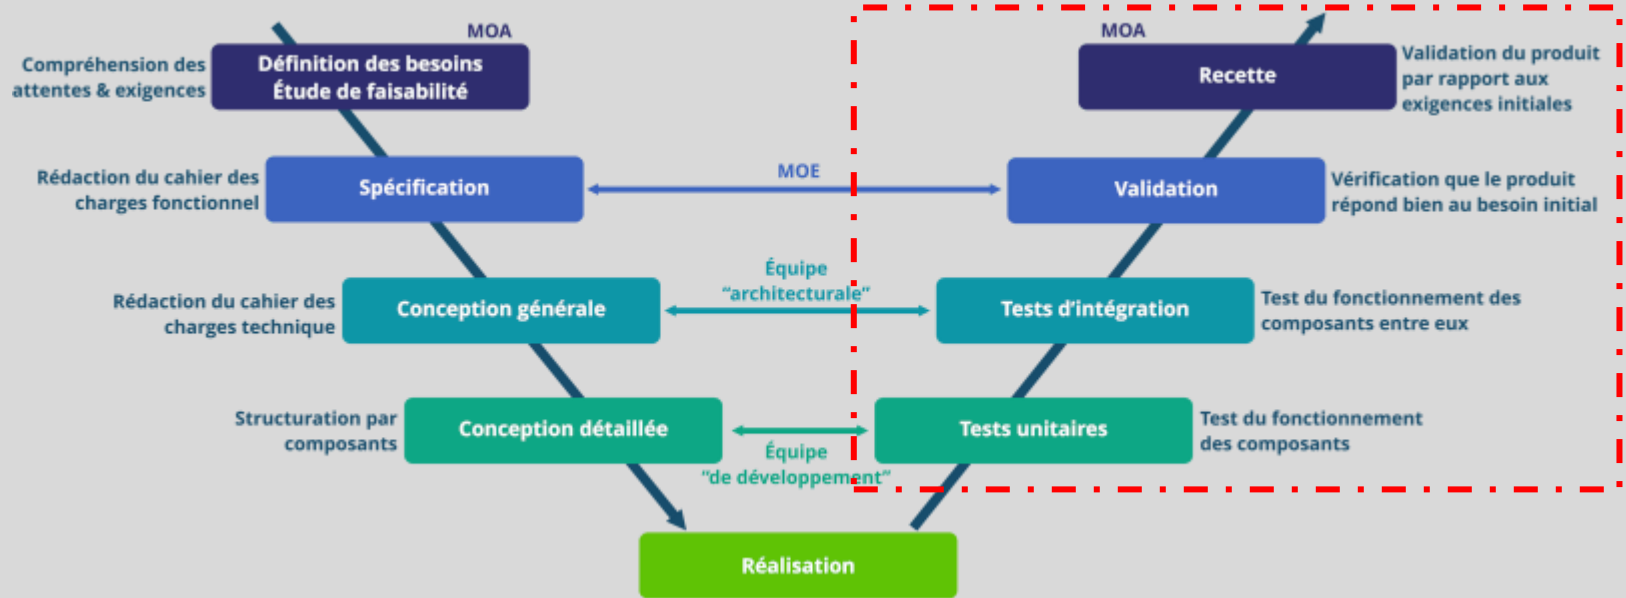 MOA
Définition des besoins
Étude de faisabilité
Compréhension des
attentes & exigences
MOA
Recette
Validation du produit
par rapport aux
exigences initiales
Rédaction du cahier des
charges fonctionnel
Spécification
MOE
Validation
Vérification que le produit
répond bien au besoin initial
Rédaction du cahier des
charges technique
Conception générale
Équipe
“architecturale”
Tests d’intégration
Test du fonctionnement des
composants entre eux
Structuration par
composants
Conception détaillée
Équipe
“de développement”
Tests unitaires
Test du fonctionnement
des composants
Réalisation